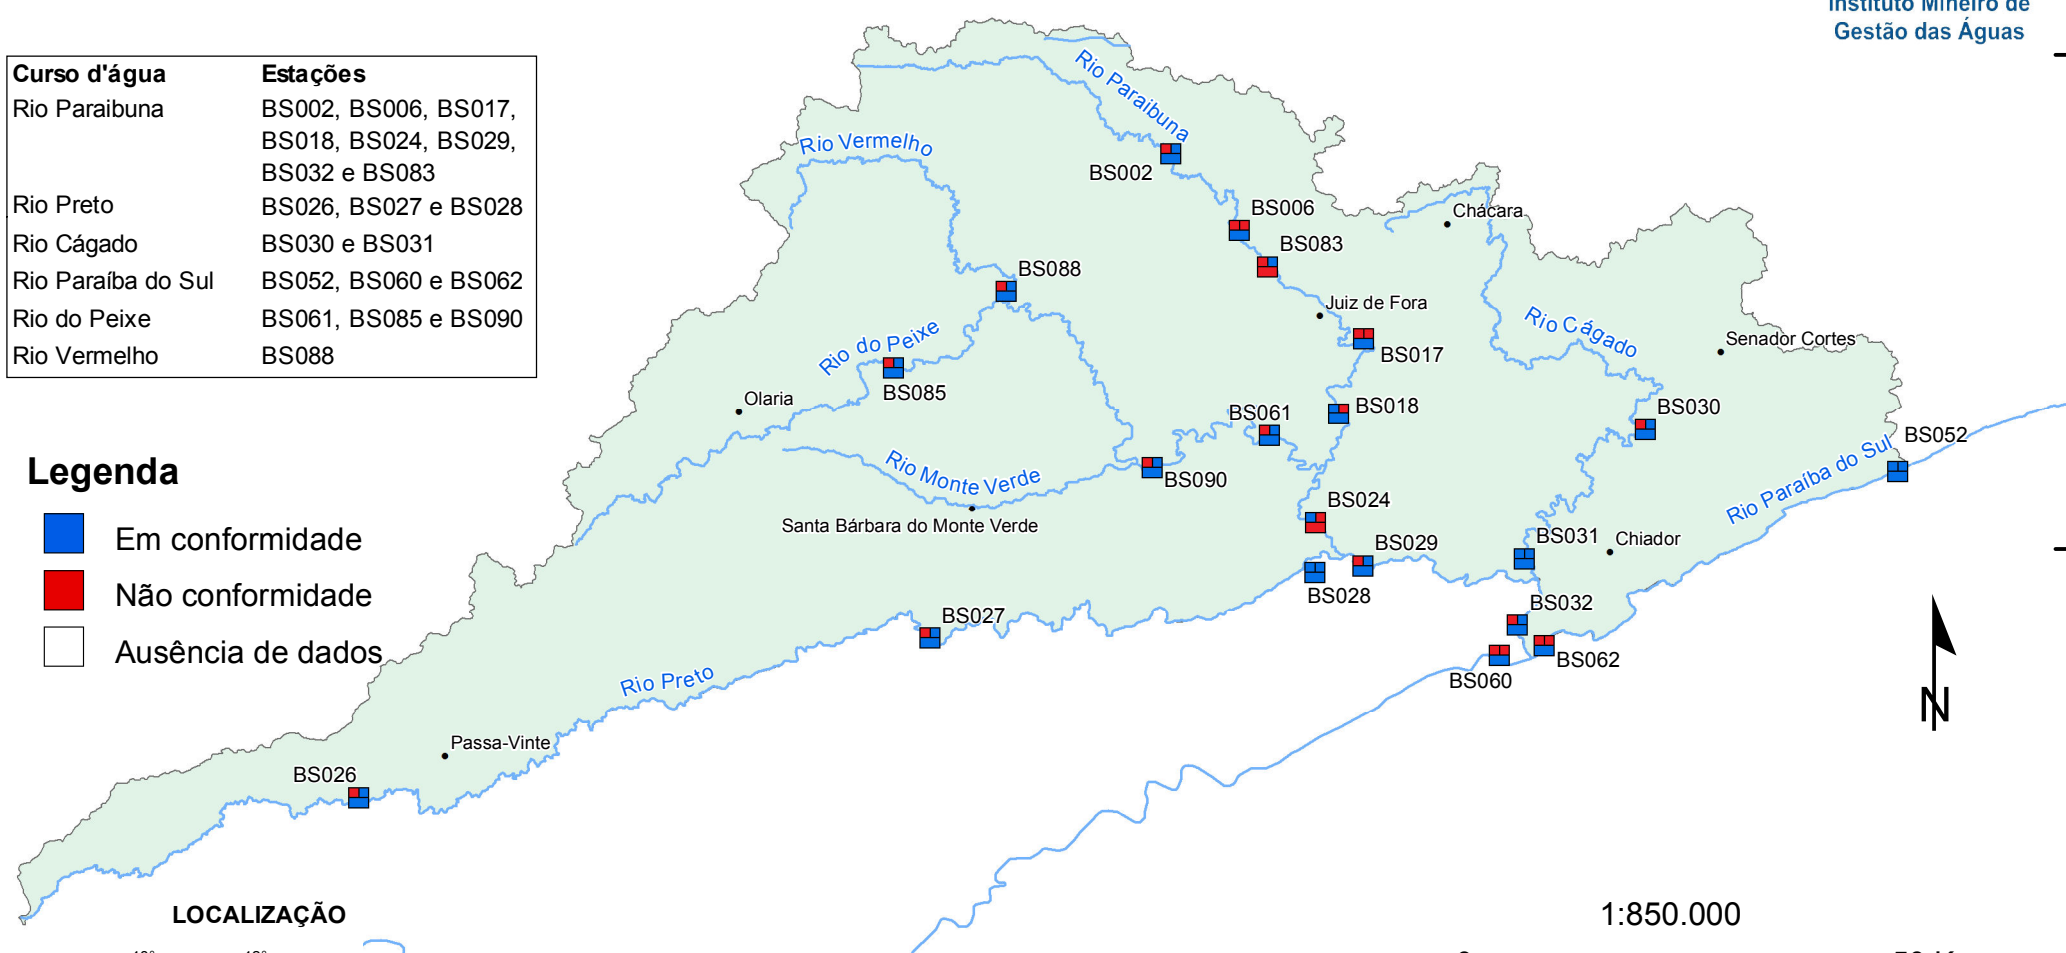 Instituto Mineiro de
Gestão das Águas
Curso d'água Estações
Rio Paraibuna BS002, BS006, BS017,
BS018, BS024, BS029,
BS032 e BS083
Rio Preto BS026, BS027 e BS028
Rio Cágado BS030 e BS031
Rio Paraíba do Sul BS052, BS060 e BS062
Rio do Peixe BS061, BS085 e BS090
Rio Vermelho BS088
Legenda
Em conformidade
Não conformidade
Ausência de dados
Rio Paraibuna
Rio Vermelho
BS002
BS006
Chácara
BS083
BS088
Juiz de Fora
Rio do Peixe
Rio Cágado
Senador Cortes
BS017
BS085
Olaria
BS061
BS018
BS030
BS052
Rio Monte Verde
BS090
Rio Paraíba do Sul
Santa Bárbara do Monte Verde
BS024
BS029
BS031
Chiador
BS028
BS027
BS032
BS062
BS060
Rio Preto
Passa-Vinte
BS026
N
LOCALIZAÇÃO
1:850.000